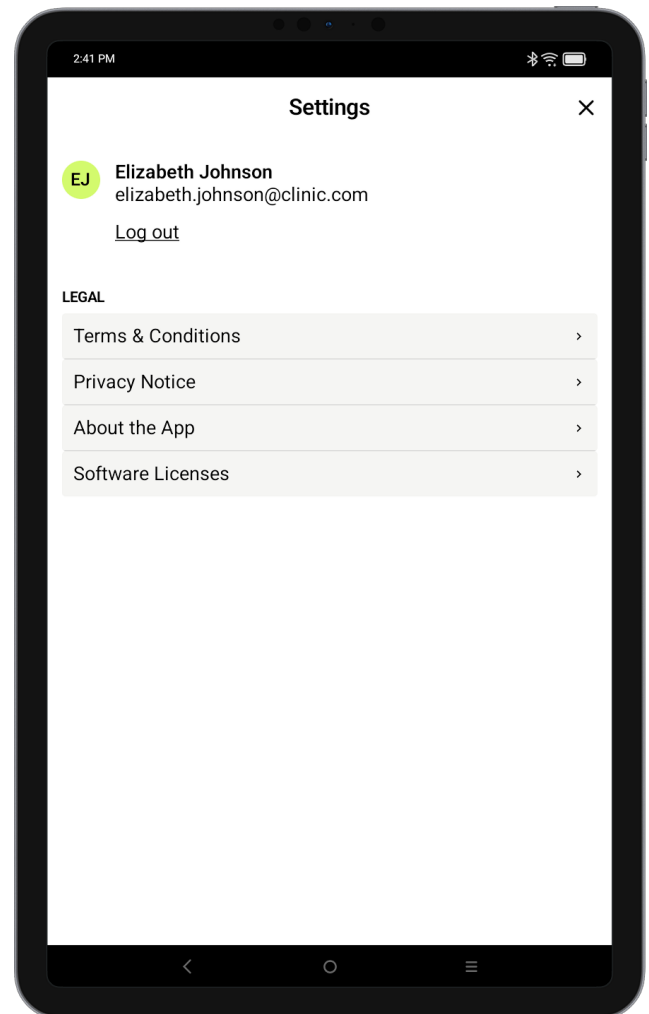 2:41 PM
Settings
EJ
Elizabeth Johnson
elizabeth.johnson@clinic.com
Log out
LEGAL
Terms & Conditions
Privacy Notice
About the App
Software Licenses